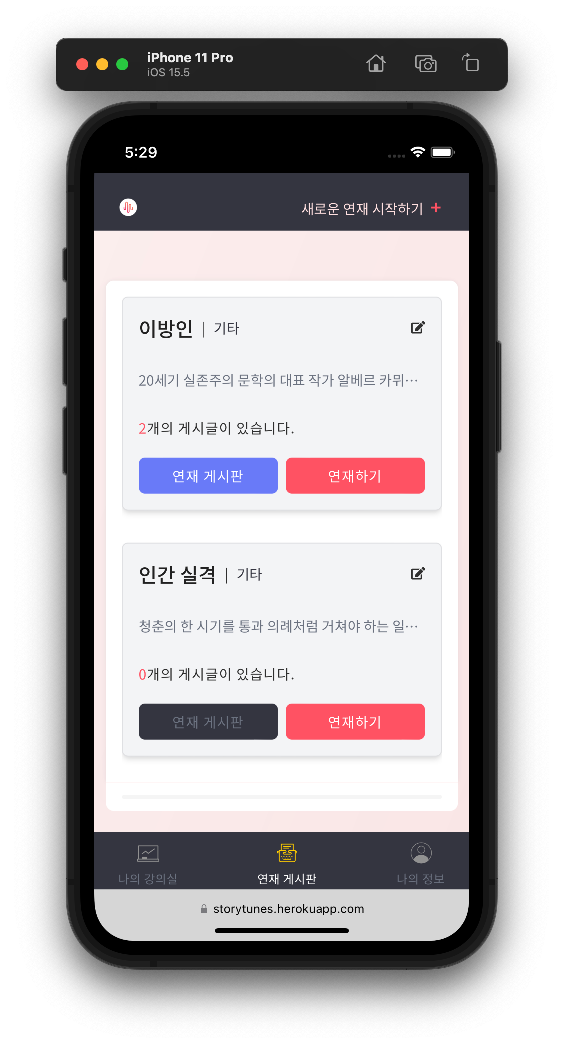 iPhone 11 Pro
iOS 15.5
5:29
새로운 연재 시작하기 +
이방인 | 기타
20세기 실존주의 문학의 대표 작가 알베르 카뮈···
2개의 게시글이 있습니다.
연재 게시판 연재하기
인간 실격 | 기타
청춘의 한 시기를 통과 의례처럼 거쳐야 하는 일···
0개의 게시글이 있습니다.
연재 게시판 연재하기
나의 강의실 연재 게시판 나의 정보
storytunes.herokuapp.com